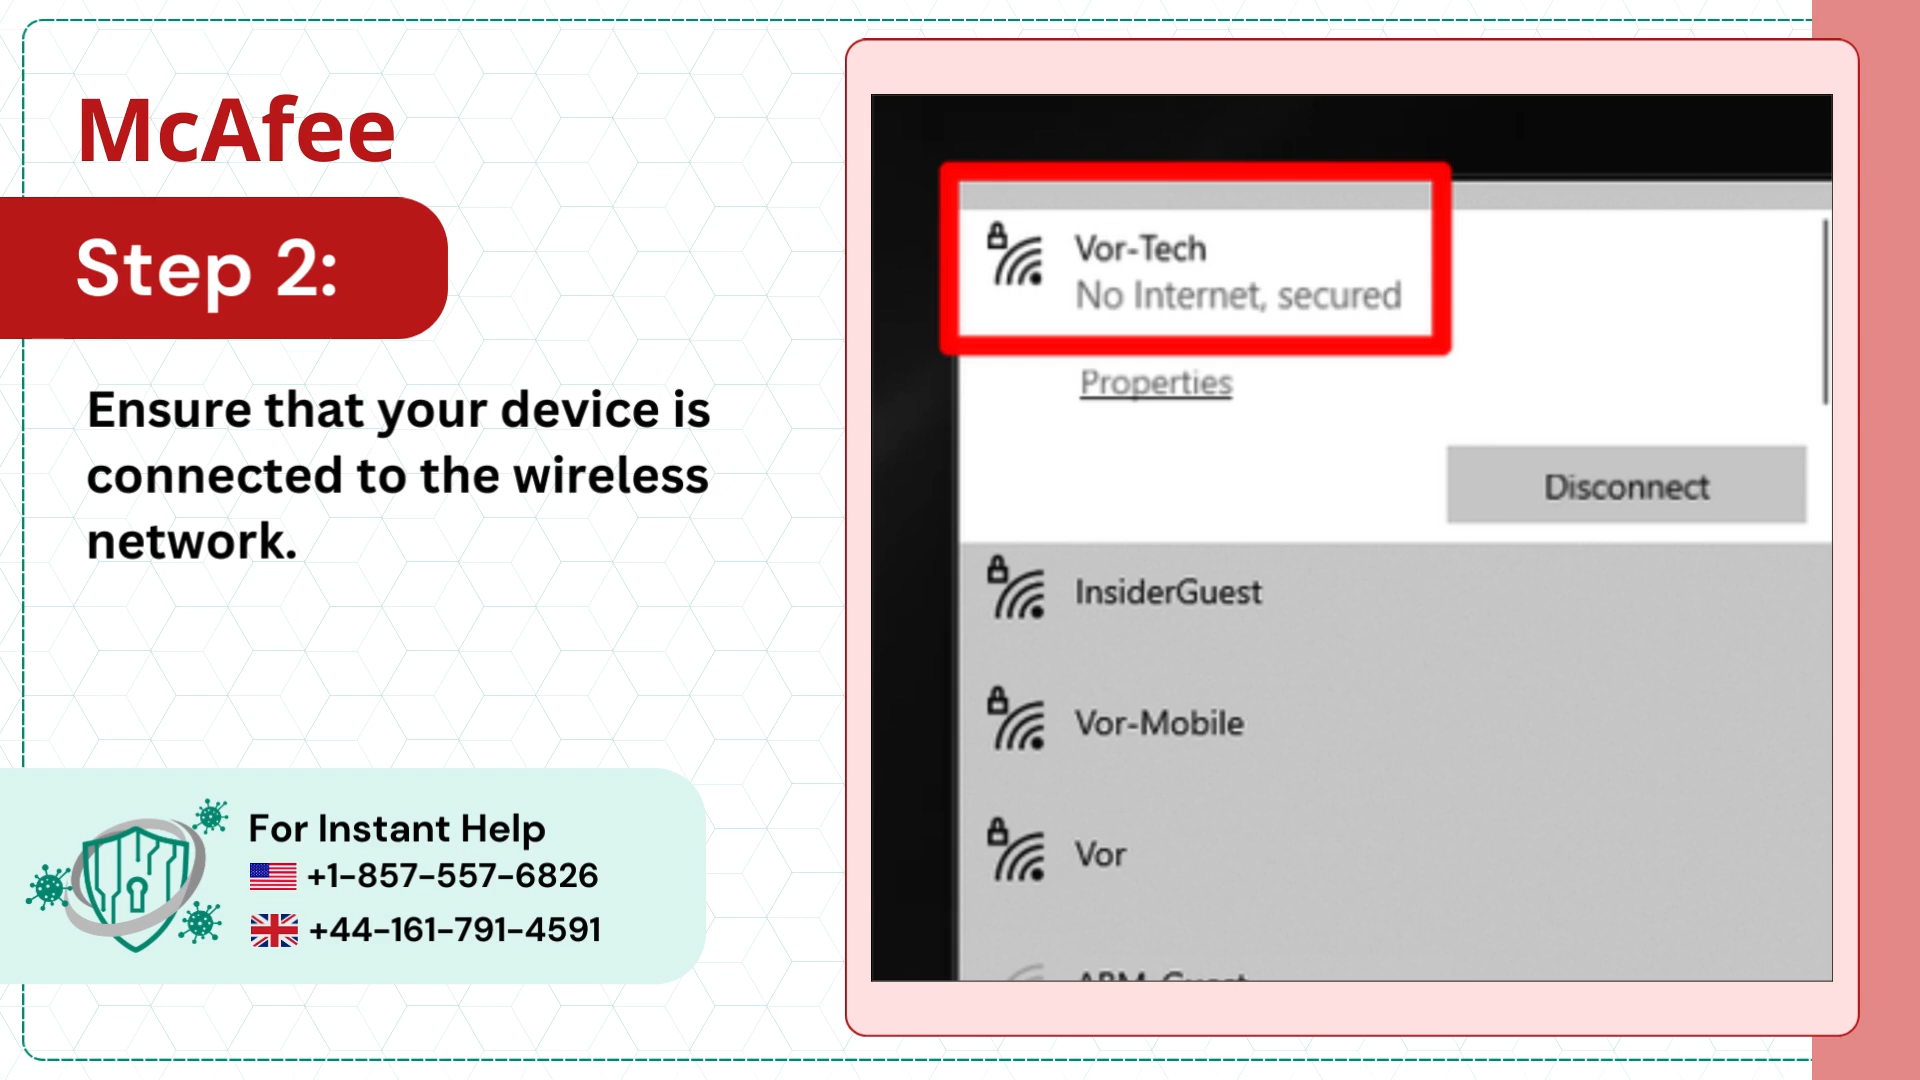 McAfee
Step 2:
Ensure that your device is
connected to the wireless
network.
For Instant Help
+1-857-557-6826
+44-161-791-4591
Vor-Tech
No Internet, secured
Properties
Disconnect
InsiderGuest
Vor-Mobile
Vor